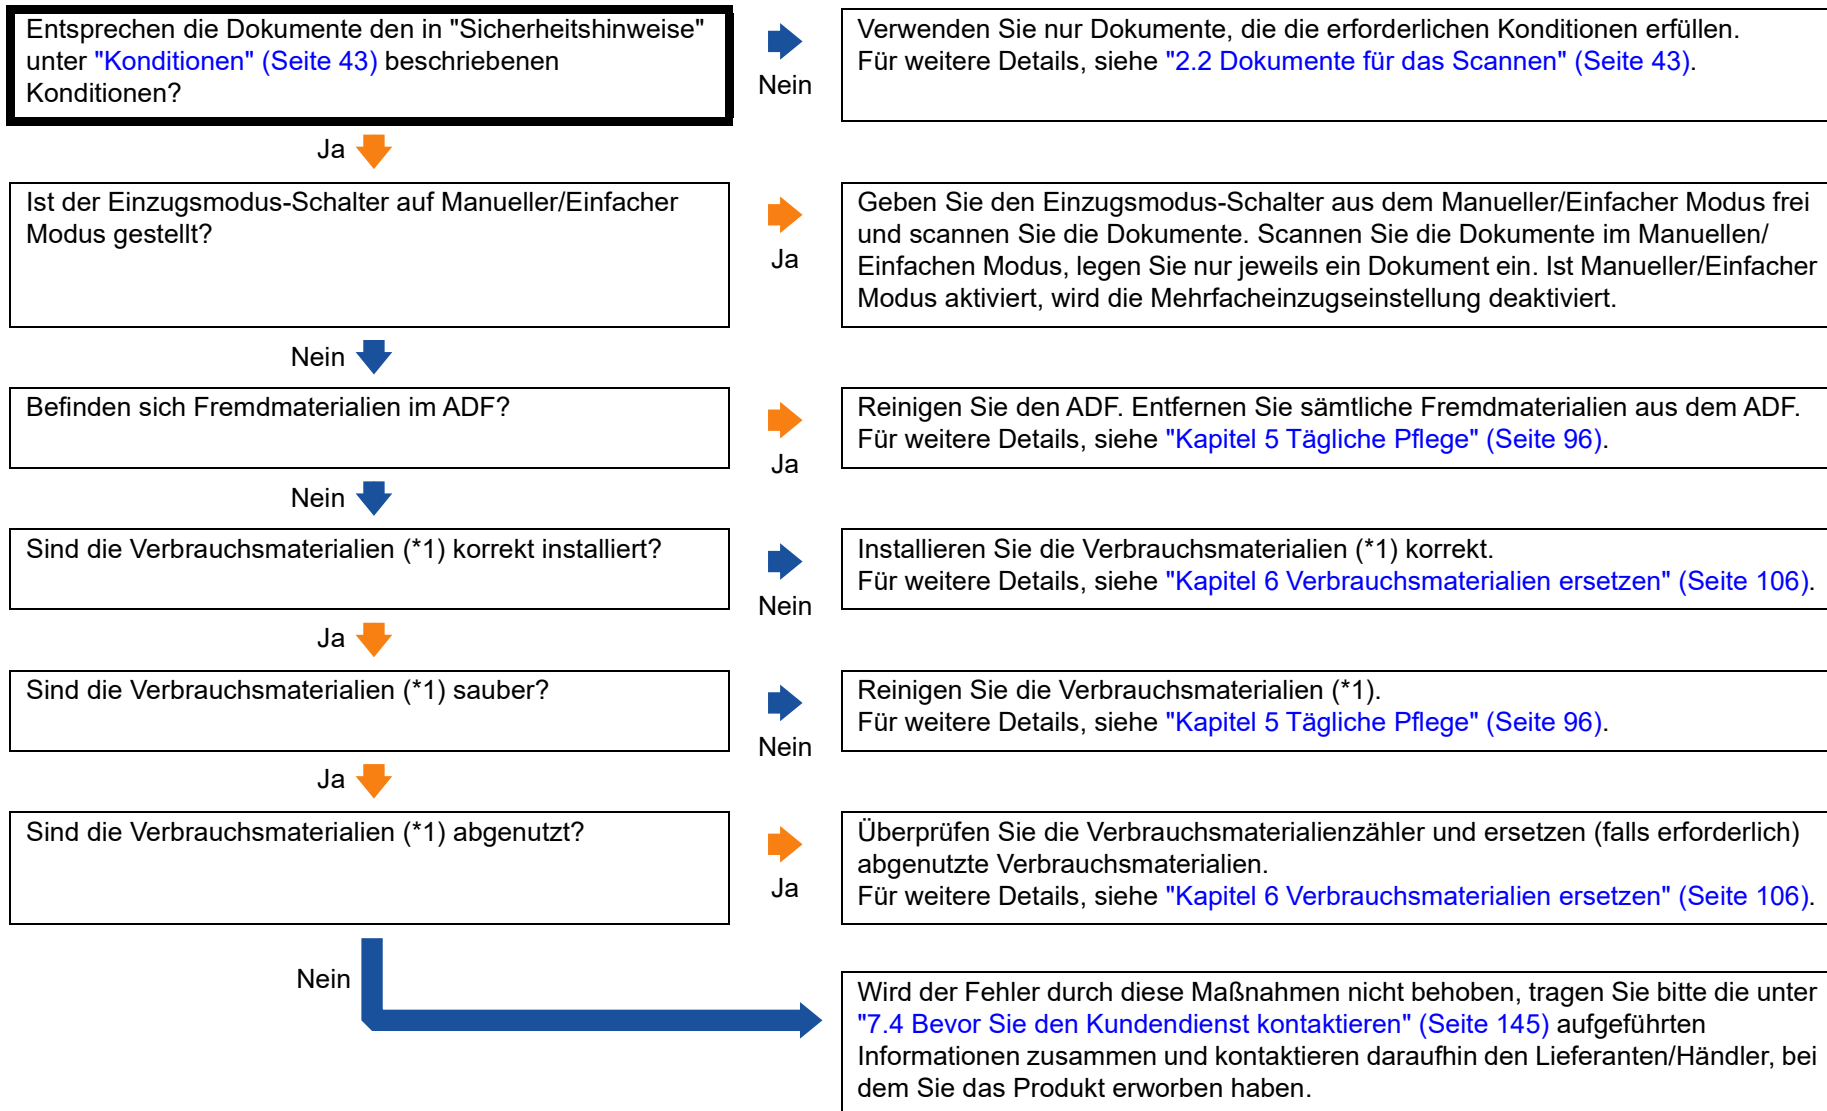 Entsprechen die Dokumente den in "Sicherheitshinweise"
unter "Konditionen" (Seite 43) beschriebenen
Konditionen?
Nein
Verwenden Sie nur Dokumente, die die erforderlichen Konditionen erfüllen.
Für weitere Details, siehe "2.2 Dokumente für das Scannen" (Seite 43).
Ja
Ist der Einzugsmodus-Schalter auf Manueller/Einfacher
Modus gestellt?
Ja
Geben Sie den Einzugsmodus-Schalter aus dem Manueller/Einfacher Modus frei
und scannen Sie die Dokumente. Scannen Sie die Dokumente im Manuellen/
Einfachen Modus, legen Sie nur jeweils ein Dokument ein. Ist Manueller/Einfacher
Modus aktiviert, wird die Mehrfacheinzugseinstellung deaktiviert.
Nein
Befinden sich Fremdmaterialien im ADF?
Ja
Reinigen Sie den ADF. Entfernen Sie sämtliche Fremdmaterialien aus dem ADF.
Für weitere Details, siehe "Kapitel 5 Tägliche Pflege" (Seite 96).
Nein
Sind die Verbrauchsmaterialien (*1) korrekt installiert?
Nein
Installieren Sie die Verbrauchsmaterialien (*1) korrekt.
Für weitere Details, siehe "Kapitel 6 Verbrauchsmaterialien ersetzen" (Seite 106).
Ja
Sind die Verbrauchsmaterialien (*1) sauber?
Nein
Reinigen Sie die Verbrauchsmaterialien (*1).
Für weitere Details, siehe "Kapitel 5 Tägliche Pflege" (Seite 96).
Ja
Sind die Verbrauchsmaterialien (*1) abgenutzt?
Ja
Überprüfen Sie die Verbrauchsmaterialienzähler und ersetzen (falls erforderlich)
abgenutzte Verbrauchsmaterialien.
Für weitere Details, siehe "Kapitel 6 Verbrauchsmaterialien ersetzen" (Seite 106).
Nein
Wird der Fehler durch diese Maßnahmen nicht behoben, tragen Sie bitte die unter
"7.4 Bevor Sie den Kundendienst kontaktieren" (Seite 145) aufgeführten
Informationen zusammen und kontaktieren daraufhin den Lieferanten/Händler, bei
dem Sie das Produkt erworben haben.